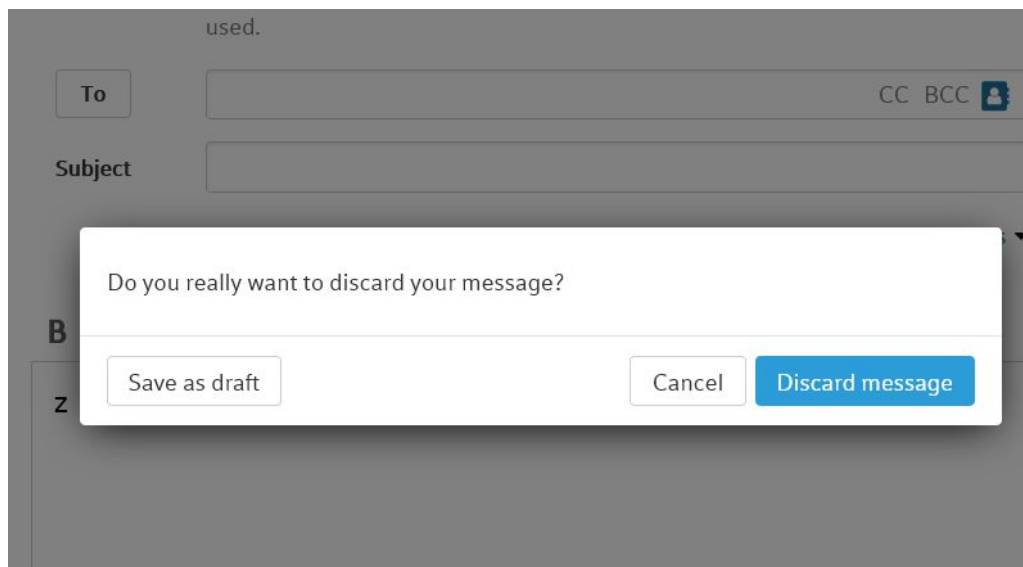 used.
To
CC BCC
Subject
Do you really want to discard your message?
B
Save as draft Cancel Discard message
z